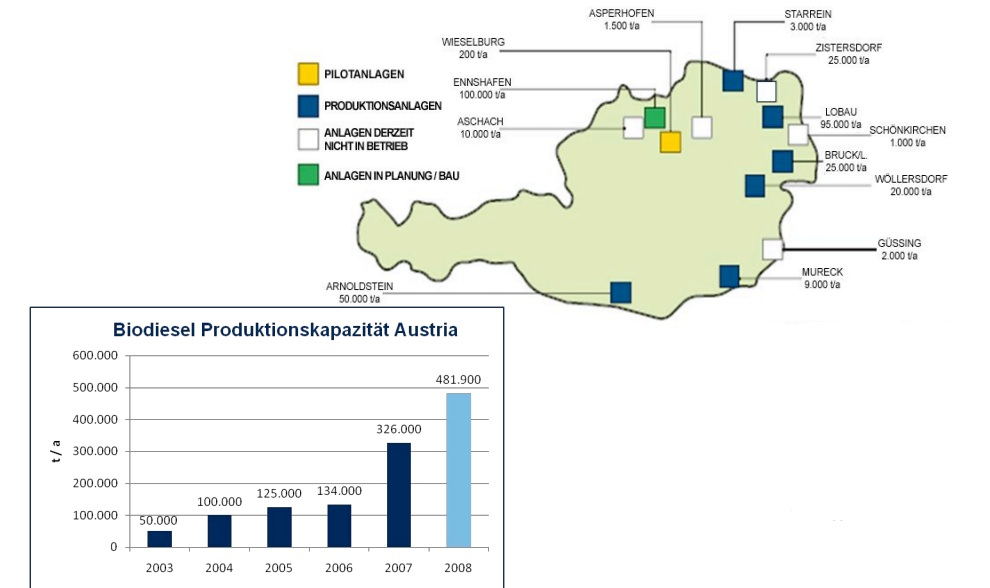 ASPERHOFEN
1.500 t/a
STARREIN
3.000 t/a
WIESELBURG
200 t/a
ZISTERSDORF
25.000 t/a
ENNSHAFEN
100.000 t/a
ASCHACH
10.000 t/a
LOBAU
95.000 t/a
SCHÖNKIRCHEN
1.000 t/a
BRUCK/L.
25.000 t/a
WÖLLERSDORF
20.000 t/a
GÜSSING
2.000 t/a
MURECK
9.000 t/a
ARNOLDSTEIN
50.000 t/a
PILOTANLAGEN
PRODUKTIONSANLAGEN
ANLAGEN DERZEIT
NICHT IN BETRIEB
ANLAGEN IN PLANUNG / BAU
Biodiesel Produktionskapazität Austria
600.000
500.000
400.000
300.000
200.000
100.000
0
t / a
50.000
100.000
125.000
134.000
326.000
481.900
2003
2004
2005
2006
2007
2008